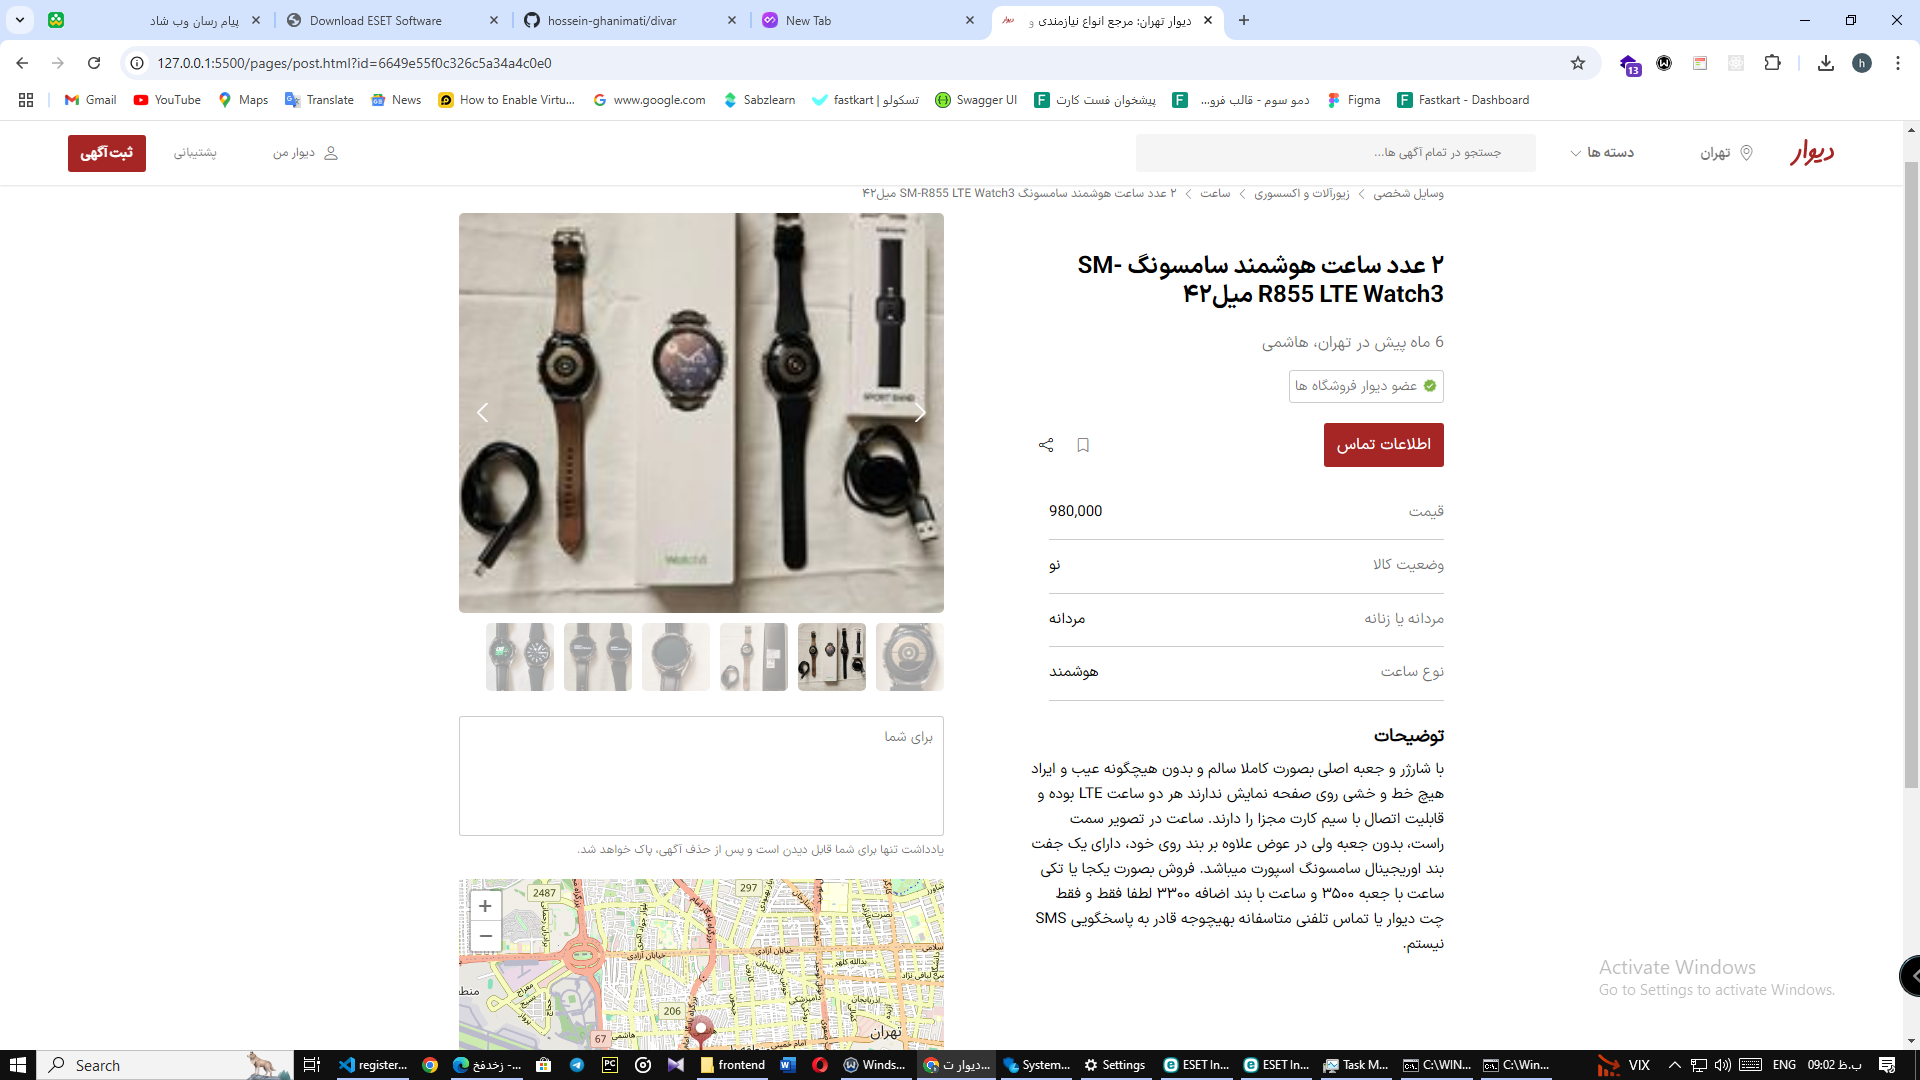 پیام رسان وب شاد
Download ESET Software
hossein-ghanimati/divar
New Tab
دیوار تهران: مرجع انواع نیازمندی و
127.0.0.1:5500/pages/post.html?id=6649e55f0c326c5a34a4c0e0
13
h
Gmail
YouTube
Maps
Translate
News
How to Enable Virtu...
www.google.com
Sabzlearn
fastkart | تسکولو
Swagger UI
پیشخوان فست کارت
دمو سوم - قالب فرو...
Figma
Fastkart - Dashboard
دیوار
تهران
دسته ها
جستجو در تمام آگهی ها...
دیوار من
پشتیبانی
ثبت آگهی
وسایل شخصی
زیورآلات و اکسسوری
ساعت
۲ عدد ساعت هوشمند سامسونگ SM-R855 LTE Watch3 میل۴۲
۲ عدد ساعت هوشمند سامسونگ SM-
R855 LTE Watch3 میل۴۲
6 ماه پیش در تهران، هاشمی
عضو دیوار فروشگاه ها
اطلاعات تماس
قیمت
980,000
وضعیت کالا
نو
مردانه یا زنانه
مردانه
نوع ساعت
هوشمند
توضیحات
با شارژر و جعبه اصلی بصورت کاملا سالم و بدون هیچگونه عیب و ایراد
هیچ خط و خشی روی صفحه نمایش ندارند هر دو ساعت LTE بوده و
قابلیت اتصال با سیم کارت مجزا را دارند. ساعت در تصویر سمت
راست، بدون جعبه ولی در عوض علاوه بر بند روی خود، دارای یک جفت
بند اوریجینال سامسونگ اسپورت میباشد. فروش بصورت یکجا یا تکی
ساعت با جعبه ۳۵۰۰ و ساعت با بند اضافه ۳۳۰۰ لطفا فقط و فقط
چت دیوار یا تماس تلفنی متاسفانه بهیچوجه قادر به پاسخگویی SMS
نیستم.
SPORT BAND
Watch3
برای شما
یادداشت تنها برای شما قابل دیدن است و پس از حذف آگهی، پاک خواهد شد.
+
−
2487
297
206
67
خیابان آزادی
خیابان آزادی
هاشمی
تهران
Activate Windows
Go to Settings to activate Windows.
Search
register...
زخدفخ - ...
frontend
Winds...
دیوار ت...
System...
Settings
ESET In...
ESET In...
Task M...
C:\WIN...
C:\Win...
VIX
ENG
09:02 ب.ظ